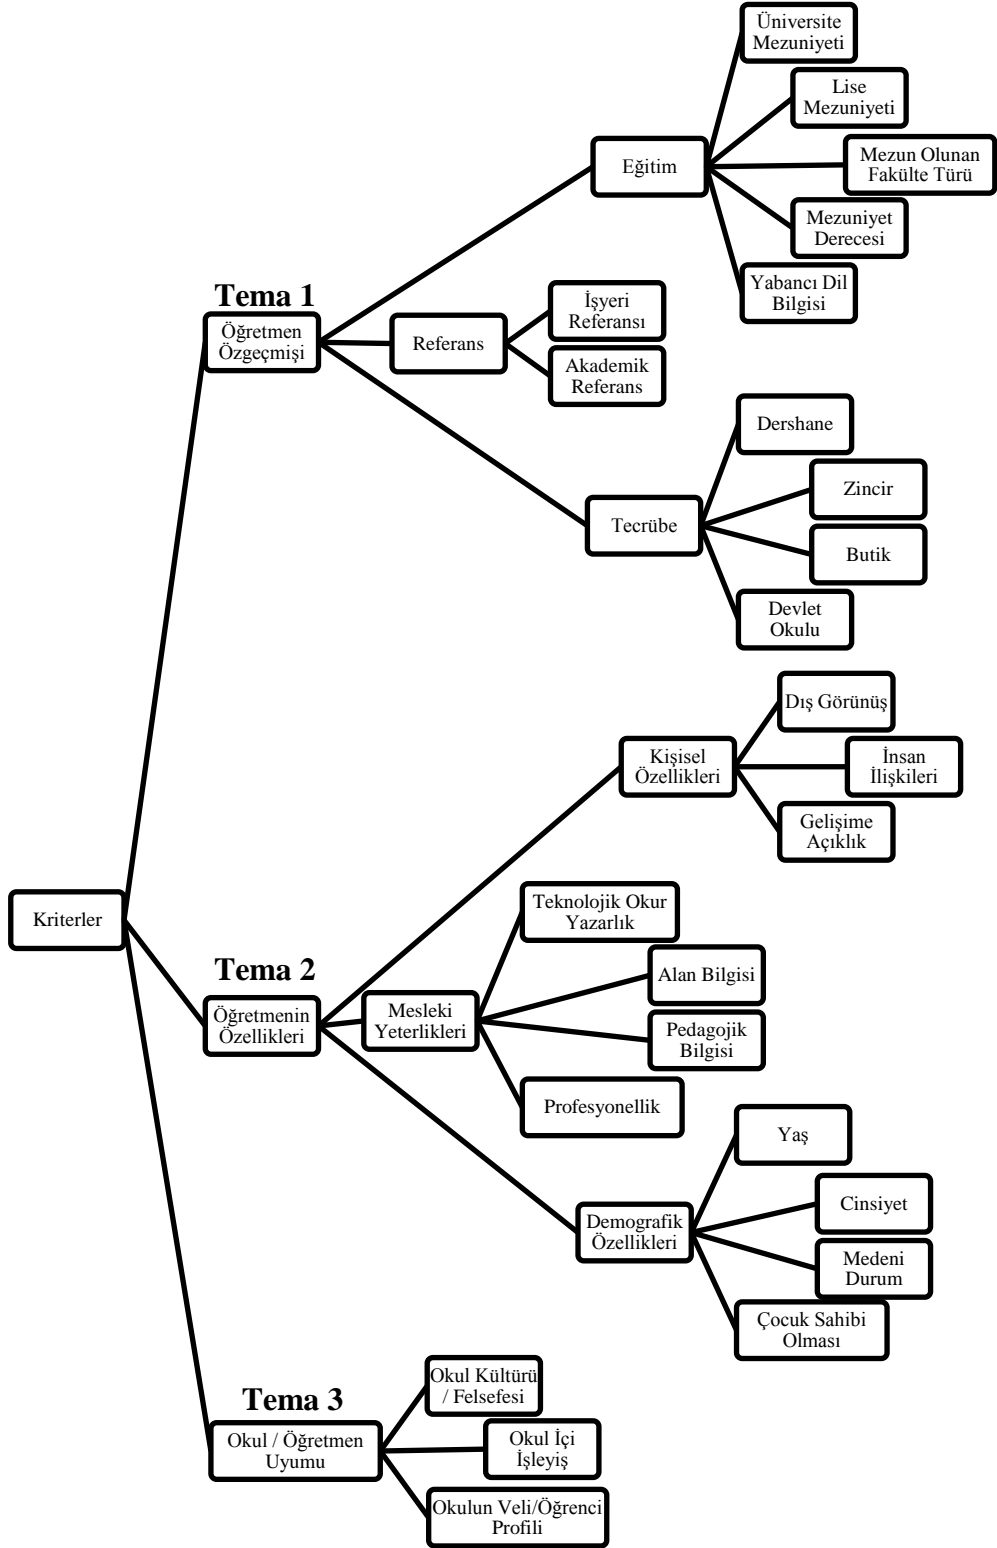 Kriterler
Tema 1
Öğretmen
Özgeçmişi
Eğitim
Üniversite
Mezuniyeti
Lise
Mezuniyeti
Mezun Olunan
Fakülte Türü
Mezuniyet
Derecesi
Yabancı Dil
Bilgisi
Referans
İşyeri
Referansı
Akademik
Referans
Tecrübe
Dershane
Zincir
Butik
Devlet
Okulu
Tema 2
Öğretmenin
Özellikleri
Kişisel
Özellikleri
Dış Görünüş
İnsan
İlişkileri
Gelişime
Açıklık
Mesleki
Yeterlikleri
Teknolojik Okur
Yazarlık
Alan Bilgisi
Pedagojik
Bilgisi
Profesyonellik
Demografik
Özellikleri
Yaş
Cinsiyet
Medeni
Durum
Çocuk Sahibi
Olması
Tema 3
Okul / Öğretmen
Uyumu
Okul Kültürü
/ Felsefesi
Okul İçi
İşleyiş
Okulun Veli/Öğrenci
Profili